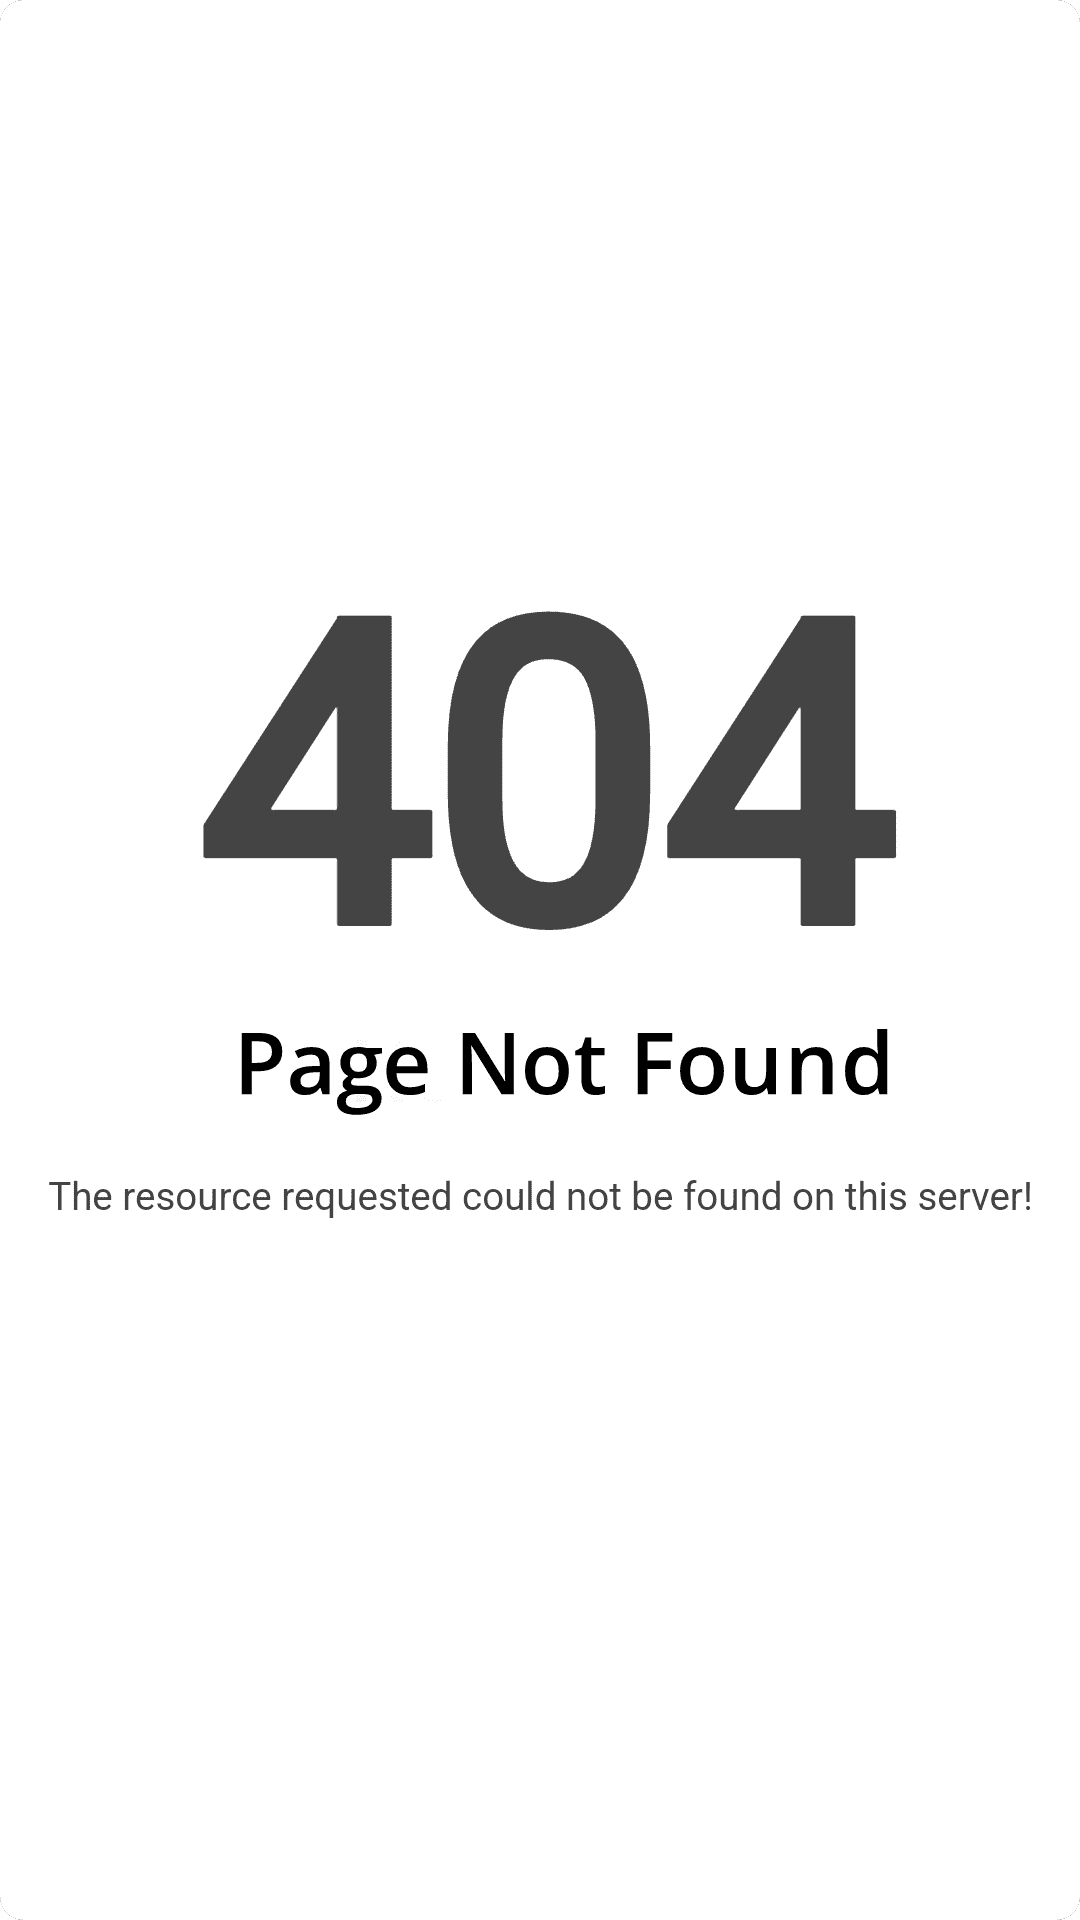 404
Page Not Found
The resource requested could not be found on this server!